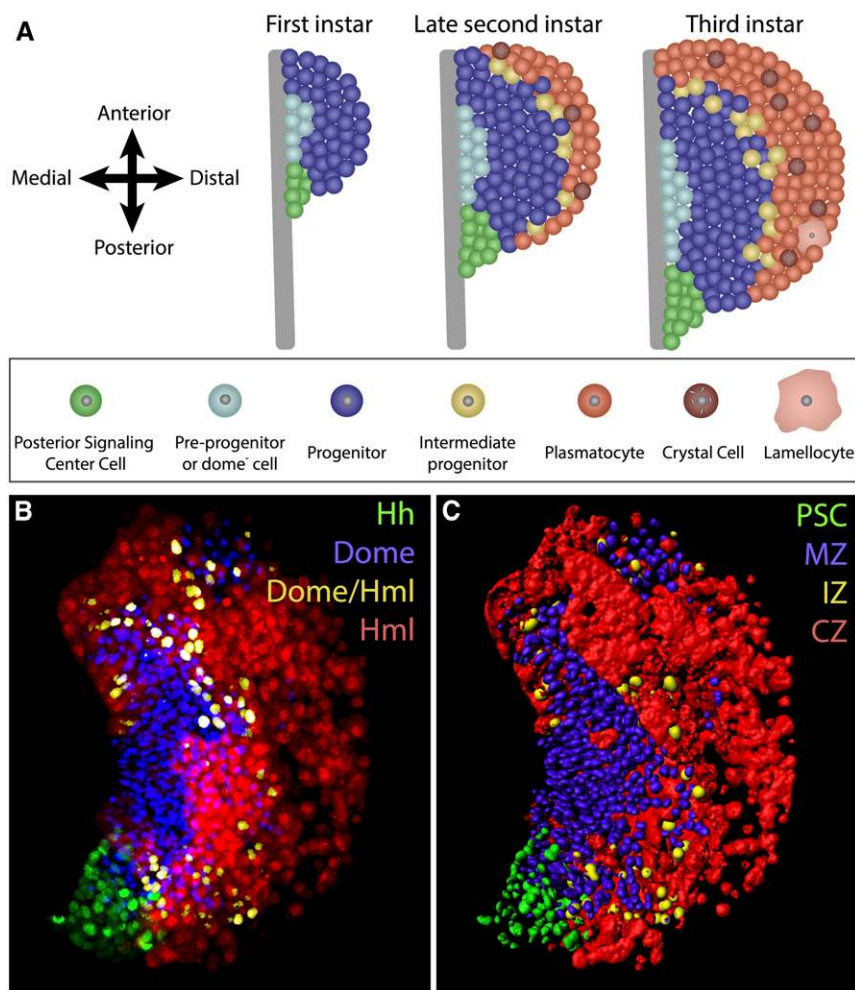 A
First instar
Late second instar
Third instar
Anterior
Medial
Distal
Posterior
Posterior Signaling
Center Cell
Pre-progenitor
or dome⁻ cell
Progenitor
Intermediate
progenitor
Plasmatocyte
Crystal Cell
Lamellocyte
B
Hh
Dome
Dome/Hml
Hml
C
PSC
MZ
IZ
CZ